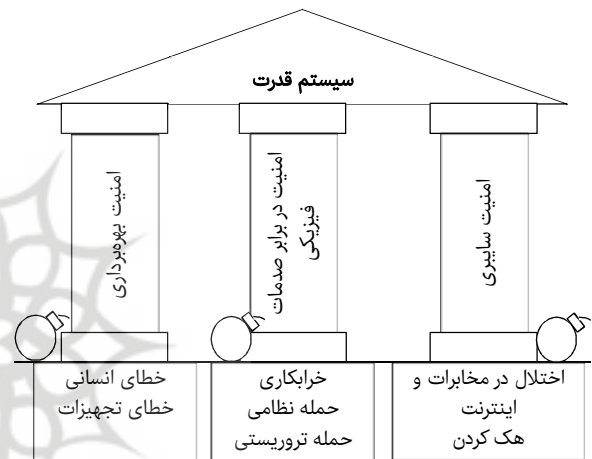 سیستم قدرت
امنیت سایبری
امنیت در برابر صدمات
فیزیکی
امنیت بهره‌برداری
اختلال در مخابرات و
اینترنت
هک کردن
خرابکاری
حمله نظامی
حمله تروریستی
خطای انسانی
خطای تجهیزات